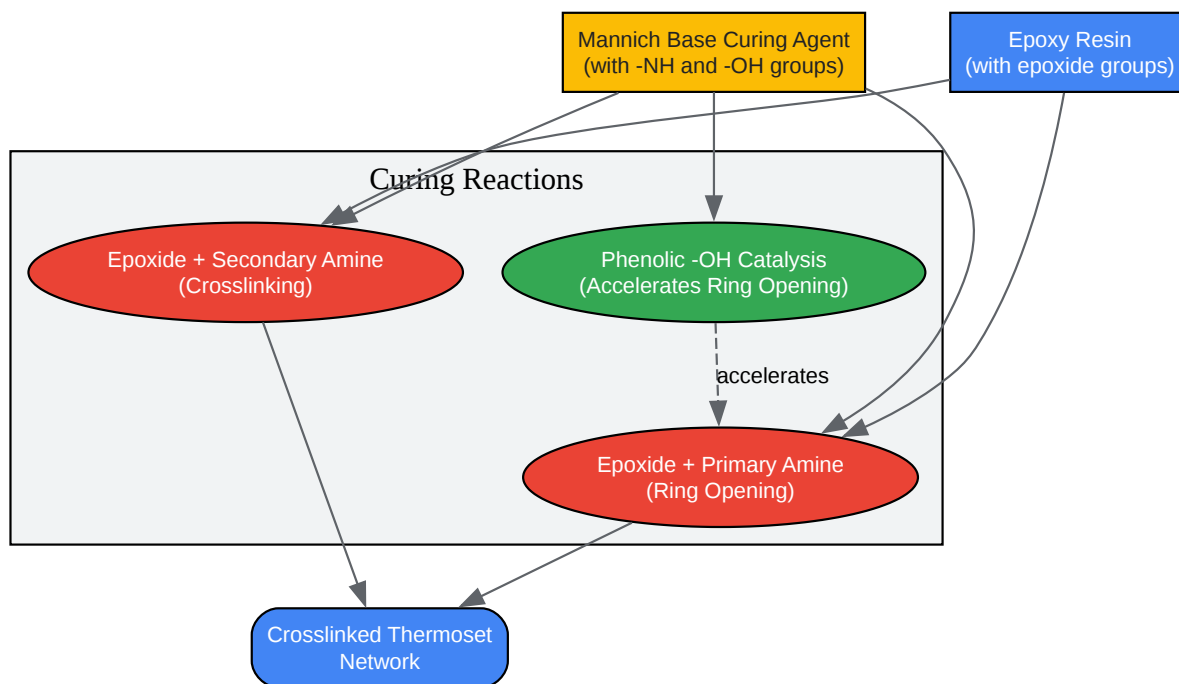 Mannich Base Curing Agent
(with -NH and -OH groups)
Epoxy Resin
(with epoxide groups)
Curing Reactions
Epoxide + Secondary Amine
(Crosslinking)
Phenolic -OH Catalysis
(Accelerates Ring Opening)
accelerates
Epoxide + Primary Amine
(Ring Opening)
Crosslinked Thermoset
Network